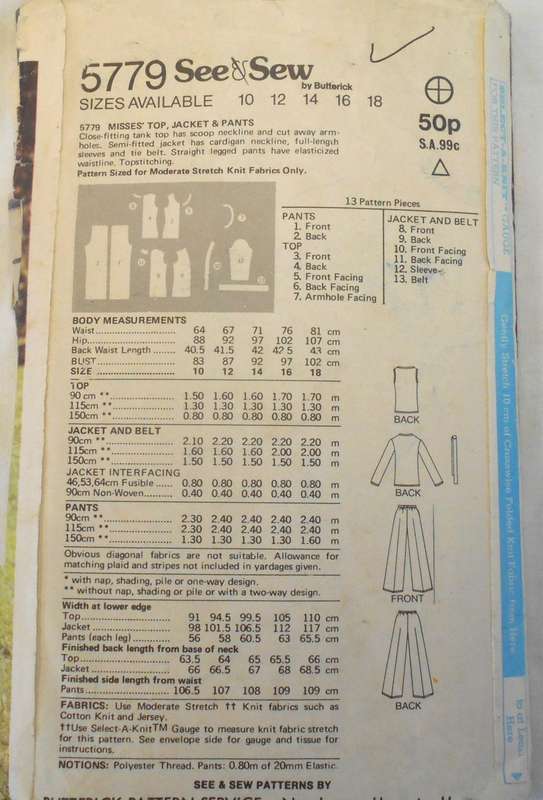 5779 See & Sew
by Butterick
SIZES AVAILABLE 10 12 14 16 18
50p
S.A. 99c
5779 MISSES' TOP, JACKET & PANTS
Close-fitting tank top has scoop neckline and cut away arm-
holes. Semi-fitted jacket has cardigan neckline, full-length
sleeves and tie belt. Straight legged pants have elasticized
waistline. Topstitching.
Pattern Sized for Moderate Stretch Knit Fabrics Only.
13 Pattern Pieces
PANTS
1. Front
2. Back
TOP
3. Front
4. Back
5. Front Facing
6. Back Facing
7. Armhole Facing
JACKET AND BELT
8. Front
9. Back
10. Front Facing
11. Back Facing
12. Sleeve
13. Belt
BODY MEASUREMENTS
Waist 64 67 71 76 81 cm
Hip 88 92 97 102 107 cm
Back Waist Length 40.5 41.5 42 42.5 43 cm
BUST 83 87 92 97 102 cm
SIZE 10 12 14 16 18
TOP
90 cm ** 1.50 1.60 1.60 1.70 1.70 m
115cm ** 1.30 1.30 1.30 1.30 1.30 m
150cm ** 0.80 0.80 0.80 0.80 0.80 m
JACKET AND BELT
90cm ** 2.10 2.20 2.20 2.20 2.20 m
115cm ** 1.60 1.60 1.60 2.00 2.00 m
150cm ** 1.50 1.50 1.50 1.50 1.50 m
JACKET INTERFACING
46,53,64cm Fusible 0.80 0.80 0.80 0.80 0.80 m
90cm Non-Woven 0.40 0.40 0.40 0.40 0.40 m
PANTS
90cm ** 2.30 2.40 2.40 2.40 2.40 m
115cm ** 2.30 2.40 2.40 2.40 2.40 m
150cm ** 1.30 1.30 1.30 1.30 1.60 m
Obvious diagonal fabrics are not suitable. Allowance for
matching plaid and stripes not included in yardages given.
* with nap, shading, pile or one-way design.
** without nap, shading or pile or with a two-way design.
Width at lower edge
Top 91 94.5 99.5 105 110 cm
Jacket 98 101.5 106.5 112 117 cm
Pants (each leg) 56 58 60.5 63 65.5 cm
Finished back length from base of neck
Top 63.5 64 65 65.5 66 cm
Jacket 66 66.5 67 68 68.5 cm
Finished side length from waist
Pants 106.5 107 108 109 109 cm
FABRICS: Use Moderate Stretch †† Knit fabrics such as
Cotton Knit and Jersey.
††Use Select-A-Knit™ Gauge to measure knit fabric stretch
for this pattern. See envelope side for gauge and tissue for
instructions.
NOTIONS: Polyester Thread. Pants: 0.80m of 20mm Elastic.
SEE & SEW PATTERNS BY
BUTTERICK PATTERN SERVICE
BACK
BACK
FRONT
BACK
GAUGE
Gently Stretch 10 cm of Crosswise Folded Knit Fabric from Here
to at Least
Here